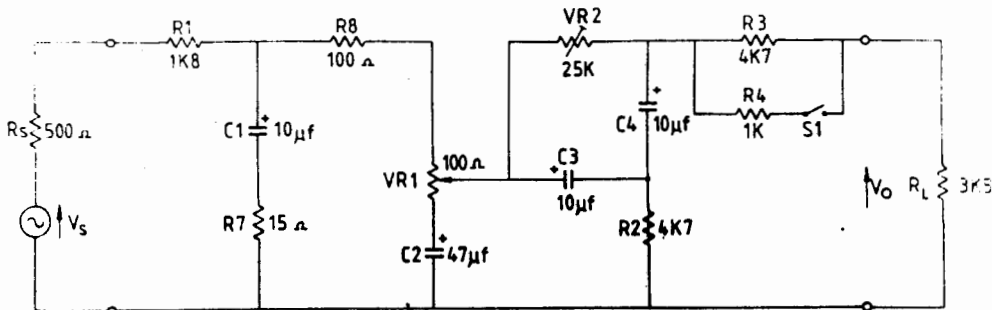 R1
1K8
R8
100 Ω
VR2
25K
R3
4K7
R4
1K
S1
Rs
500 Ω
Vs
C1
10µf
R7
15 Ω
VR1
100 Ω
C2
47µf
C3
10µf
C4
10µf
R2
4K7
Vo
RL